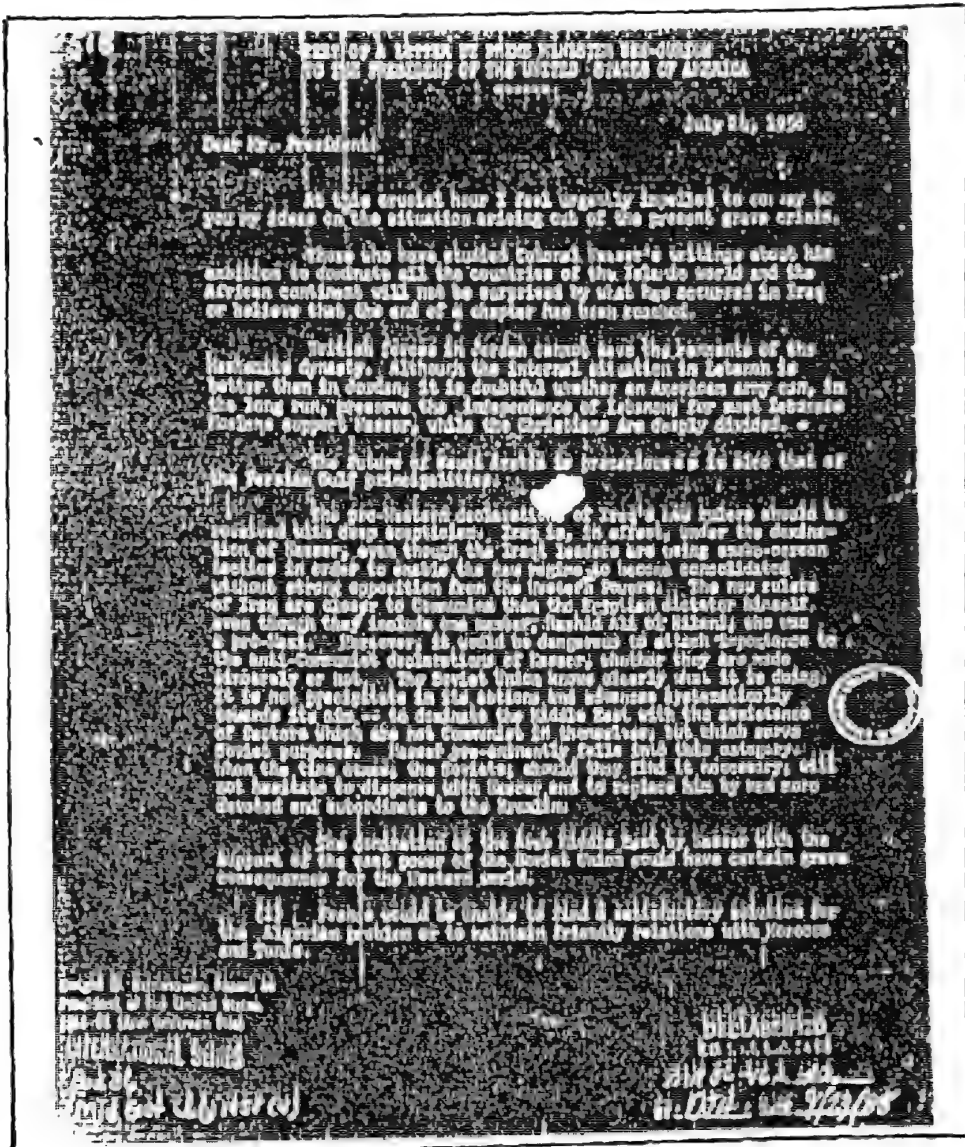 TEXT OF A LETTER BY PRIME MINISTER BEN-GURION
TO THE PRESIDENT OF THE UNITED STATES OF AMERICA
July 24, 1958
Dear Mr. President:
At this crucial hour I feel urgently impelled to convey to
you my ideas on the situation arising out of the present grave crisis.
Those who have studied Colonel Nasser's writings about his
ambition to dominate all the countries of the Islamic world and the
African continent will not be surprised by what has occurred in Iraq
or believe that the end of a chapter has been reached.
British forces in Jordan cannot save the remnants of the
Hashemite dynasty. Although the internal situation in Lebanon is
better than in Jordan, it is doubtful whether an American army can, in
the long run, preserve the independence of Lebanon; for most Lebanese
Moslems support Nasser, while the Christians are deeply divided.
The future of Saudi Arabia is precarious - so is also that of
the Persian Gulf principalities.
The pro-Western declarations of Iraq's new rulers should be
treated with deep scepticism. Iraq is, in effect, under the domina-
tion of Nasser, even though the Iraqi leaders are using
tactics in order to enable the new regime to become consolidated
without strong opposition from the Western Powers. The new rulers
of Iraq are closer to Communism than the Egyptian dictator himself
even though they include one Rashid Ali el Kilani, who was
a pro-Nazi. Moreover, it would be dangerous to attach importance to
the anti-Communist declarations of Nasser, whether they are made
sincerely or not. The Soviet Union knows clearly what it is doing;
it is not in its actions and advances systematically
towards its aim - to dominate the Middle East with the assistance
of factors which are not Communist in themselves, but which serve
Soviet purposes. Nasser pre-eminently falls into this category.
When the time comes, the Soviets, should they find it necessary, will
not hesitate to dispense with Nasser and to replace him by men more
devoted and subordinate to the Kremlin.
The domination of the Arab Middle East by Nasser with the
support of the vast power of the Soviet Union would have certain grave
consequences for the Western world:
(1) France would be unable to find a satisfactory solution for
the Algerian problem or to maintain friendly relations with Morocco
and Tunis.
International Series
DECLASSIFIED